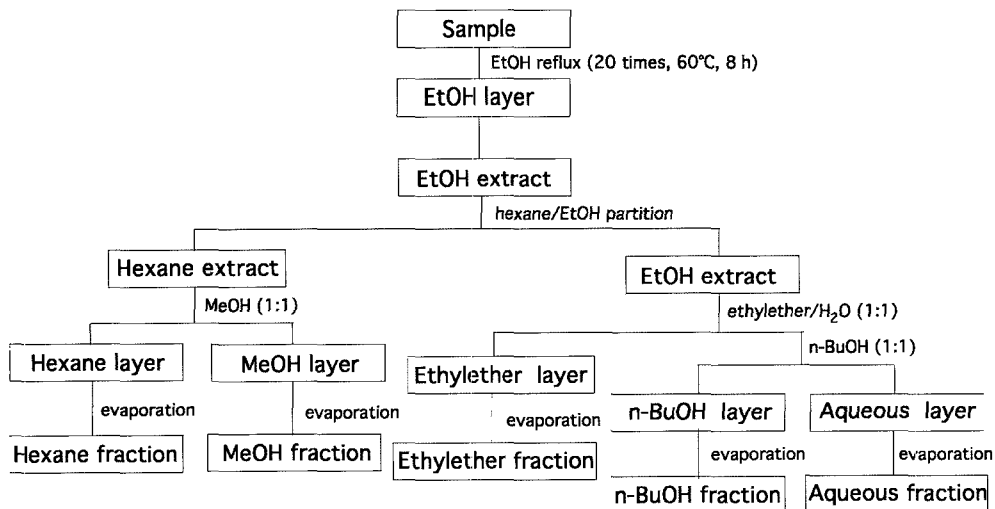 Sample
EtOH reflux (20 times, 60°C, 8 h)
EtOH layer
EtOH extract
hexane/EtOH partition
Hexane extract
EtOH extract
MeOH (1:1)
ethylether/H₂O (1:1)
n-BuOH (1:1)
Hexane layer
MeOH layer
Ethylether layer
n-BuOH layer
Aqueous layer
evaporation
evaporation
evaporation
evaporation
evaporation
Hexane fraction
MeOH fraction
Ethylether fraction
n-BuOH fraction
Aqueous fraction